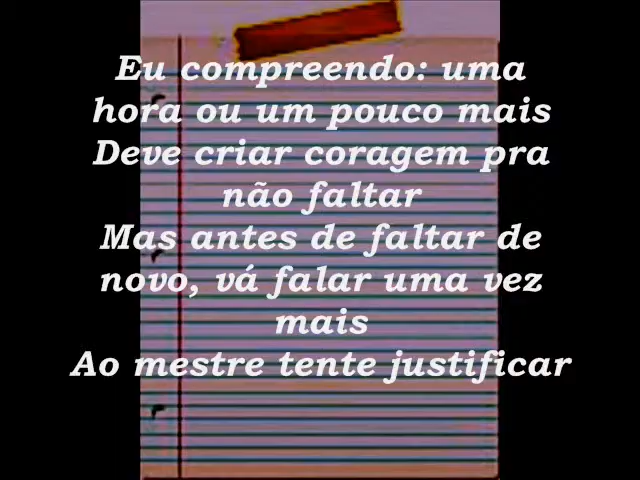 Eu compreendo: uma
hora ou um pouco mais
Deve criar coragem pra
não faltar
Mas antes de faltar de
novo, vá falar uma vez
mais
Ao mestre tente justificar